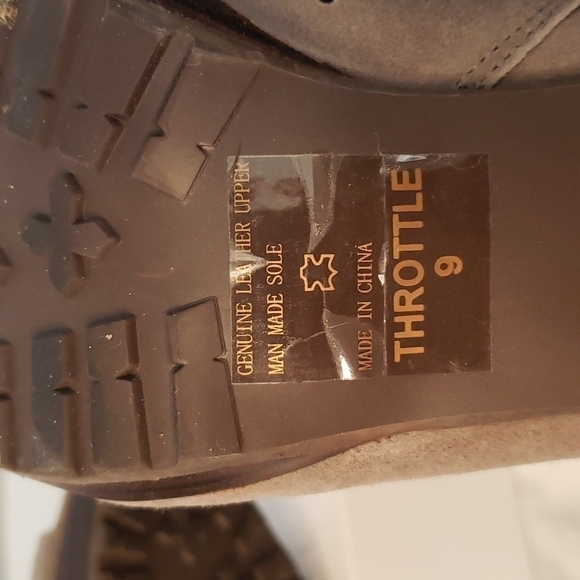 GENUINE LEATHER UPPER
MAN MADE SOLE
MADE IN CHINA
THROTTLE
9